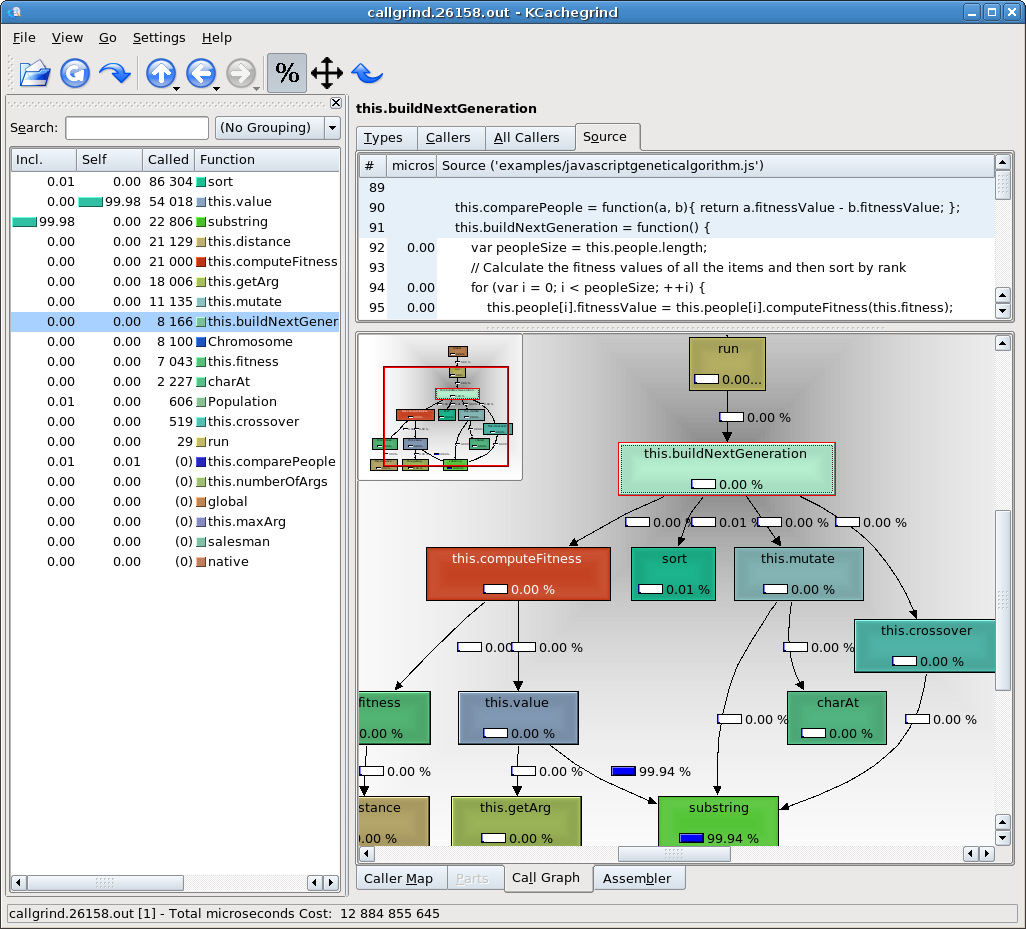 callgrind.26158.out - KCachegrind
File View Go Settings Help
%
Search: (No Grouping)
Incl. Self Called Function
0.01 0.00 86 304 sort
0.00 99.98 54 018 this.value
99.98 0.00 22 806 substring
0.00 0.00 21 129 this.distance
0.00 0.00 21 000 this.computeFitness
0.00 0.00 18 006 this.getArg
0.00 0.00 11 135 this.mutate
0.00 0.00 8 166 this.buildNextGener
0.00 0.00 8 100 Chromosome
0.00 0.00 7 043 this.fitness
0.00 0.00 2 227 charAt
0.01 0.00 606 Population
0.00 0.00 519 this.crossover
0.00 0.00 29 run
0.01 0.01 (0) this.comparePeople
0.00 0.00 (0) this.numberOfArgs
0.00 0.00 (0) global
0.00 0.00 (0) this.maxArg
0.00 0.00 (0) salesman
0.00 0.00 (0) native
this.buildNextGeneration
Types Callers All Callers Source
# micros Source ('examples/javascriptgeneticalgorithm.js')
89
90 this.comparePeople = function(a, b){ return a.fitnessValue - b.fitnessValue; };
91 this.buildNextGeneration = function() {
92 0.00 var peopleSize = this.people.length;
93 // Calculate the fitness values of all the items and then sort by rank
94 0.00 for (var i = 0; i < peopleSize; ++i) {
95 0.00 this.people[i].fitnessValue = this.people[i].computeFitness(this.fitness);
run
0.00...
0.00 %
this.buildNextGeneration
0.00 %
0.00 % 0.01 % 0.00 % 0.00 %
this.computeFitness sort this.mutate
0.00 % 0.01 % 0.00 %
this.crossover
0.00 0.00 % 0.00 %
0.00 %
fitness this.value charAt
0.00 % 0.00 %
0.00 % 0.00 % 0.00 %
0.00 % 0.00 % 99.94 %
stance this.getArg substring
0.00 % 0.00 % 99.94 %
Caller Map Parts Call Graph Assembler
callgrind.26158.out [1] - Total microseconds Cost: 12 884 855 645